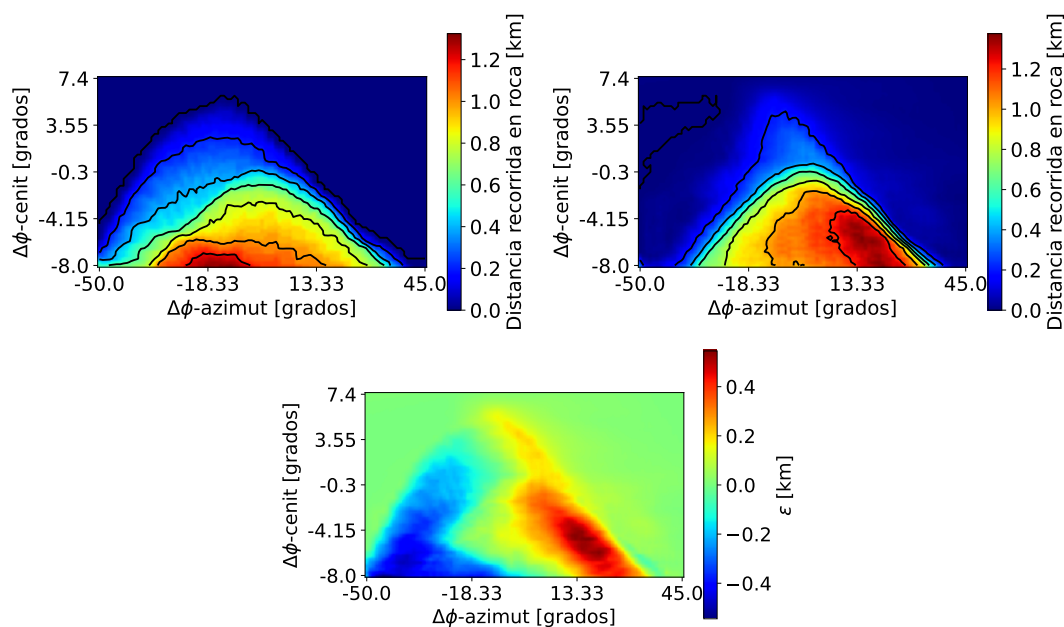 7.4
3.55
-0.3
-4.15
-8.0
Δϕ-cenit [grados]
-50.0 -18.33 13.33 45.0
Δϕ-azimut [grados]
1.2
1.0
0.8
0.6
0.4
0.2
0.0
Distancia recorrida en roca [km]
7.4
3.55
-0.3
-4.15
-8.0
Δϕ-cenit [grados]
-50.0 -18.33 13.33 45.0
Δϕ-azimut [grados]
1.2
1.0
0.8
0.6
0.4
0.2
0.0
Distancia recorrida en roca [km]
7.4
3.55
-0.3
-4.15
-8.0
Δϕ-cenit [grados]
-50.0 -18.33 13.33 45.0
Δϕ-azimut [grados]
0.4
0.2
0.0
−0.2
−0.4
ε [km]